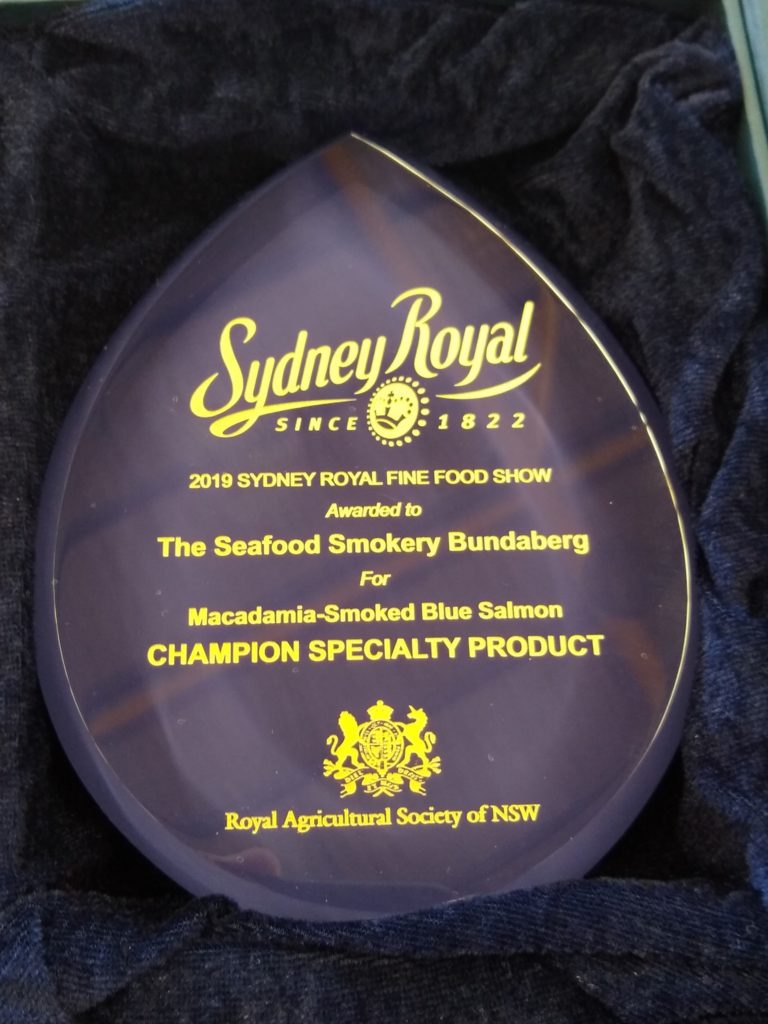 Sydney Royal
SINCE 1822
2019 SYDNEY ROYAL FINE FOOD SHOW
Awarded to
The Seafood Smokery Bundaberg
For
Macadamia-Smoked Blue Salmon
CHAMPION SPECIALTY PRODUCT
Royal Agricultural Society of NSW